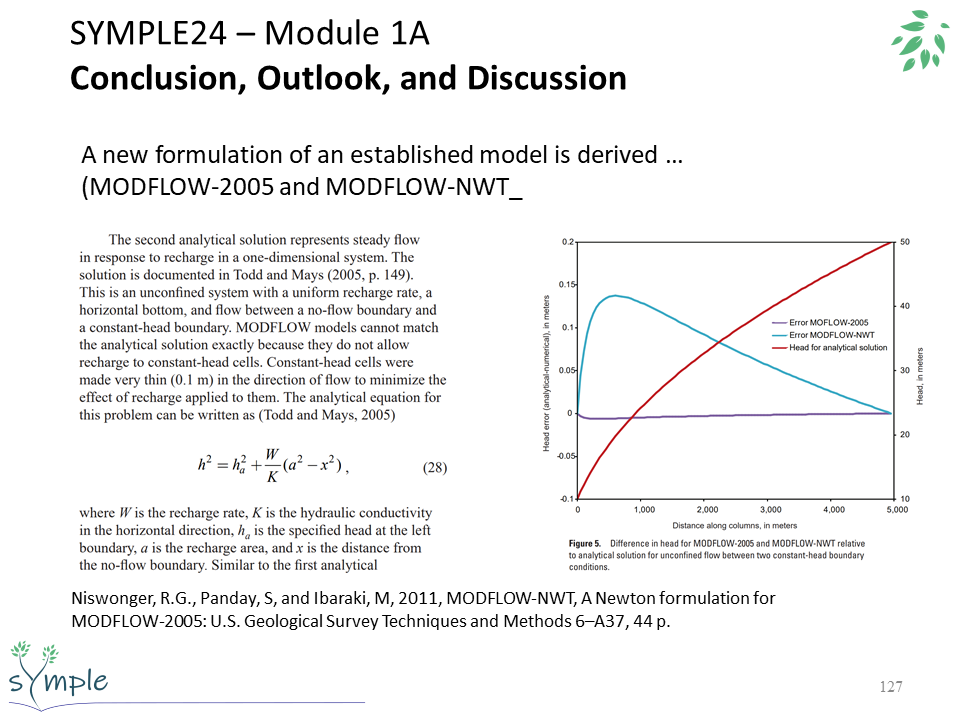 SYMPLE24 – Module 1A
Conclusion, Outlook, and Discussion
A new formulation of an established model is derived …
(MODFLOW-2005 and MODFLOW-NWT_
The second analytical solution represents steady flow
in response to recharge in a one-dimensional system. The
solution is documented in Todd and Mays (2005, p. 149).
This is an unconfined system with a uniform recharge rate, a
horizontal bottom, and flow between a no-flow boundary and
a constant-head boundary. MODFLOW models cannot match
the analytical solution exactly because they do not allow
recharge to constant-head cells. Constant-head cells were
made very thin (0.1 m) in the direction of flow to minimize the
effect of recharge applied to them. The analytical equation for
this problem can be written as (Todd and Mays, 2005)
h² = hₐ² + W/K (a² − x²) , (28)
where W is the recharge rate, K is the hydraulic conductivity
in the horizontal direction, hₐ is the specified head at the left
boundary, a is the recharge area, and x is the distance from
the no-flow boundary. Similar to the first analytical
Head error (analytical-numerical), in meters
0.2
0.15
0.1
0.05
0
-0.05
-0.1
Error MOFLOW-2005
Error MODFLOW-NWT
Head for analytical solution
50
40
30
20
10
Head, in meters
0 1,000 2,000 3,000 4,000 5,000
Distance along columns, in meters
Figure 5. Difference in head for MODFLOW-2005 and MODFLOW-NWT relative
to analytical solution for unconfined flow between two constant-head boundary
conditions.
Niswonger, R.G., Panday, S, and Ibaraki, M, 2011, MODFLOW-NWT, A Newton formulation for
MODFLOW-2005: U.S. Geological Survey Techniques and Methods 6–A37, 44 p.
symple
127